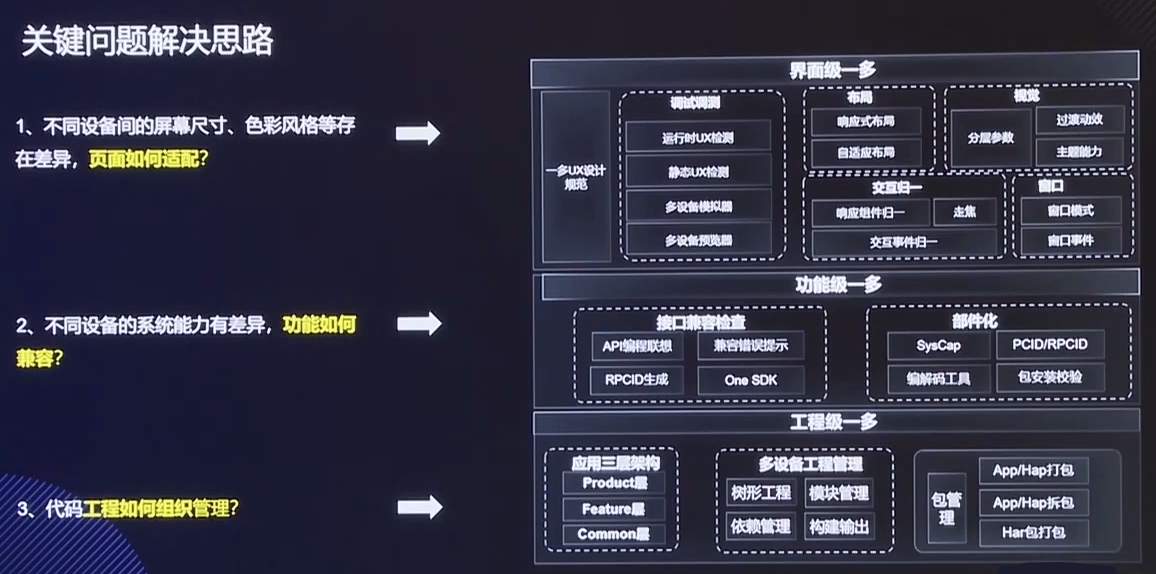 关键问题解决思路
1、不同设备间的屏幕尺寸、色彩风格等存
在差异，页面如何适配？
2、不同设备的系统能力有差异，功能如何
兼容？
3、代码工程如何组织管理？
界面级一多
一多UX设计
规范
调试调测
运行时UX检测
静态UX检测
多设备模拟器
多设备预览器
布局
响应式布局
自适应布局
视觉
分层参数
过渡动效
主题能力
交互归一
响应组件归一
走焦
交互事件归一
窗口
窗口模式
窗口事件
功能级一多
接口兼容检查
API编程联想
兼容错误提示
RPCID生成
One SDK
部件化
SysCap
PCID/RPCID
编解码工具
包安装校验
工程级一多
应用三层架构
Product层
Feature层
Common层
多设备工程管理
树形工程
模块管理
依赖管理
构建输出
包管
理
App/Hap打包
App/Hap拆包
Har包打包